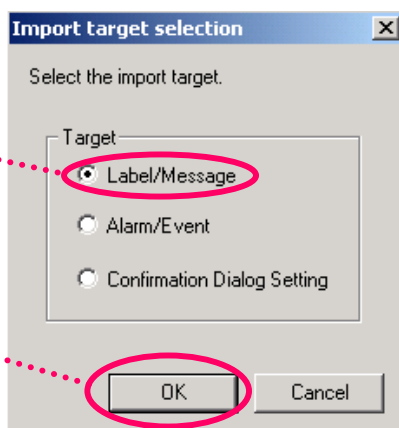 Import target selection
Select the import target.
Target
Label/Message
Alarm/Event
Confirmation Dialog Setting
OK Cancel